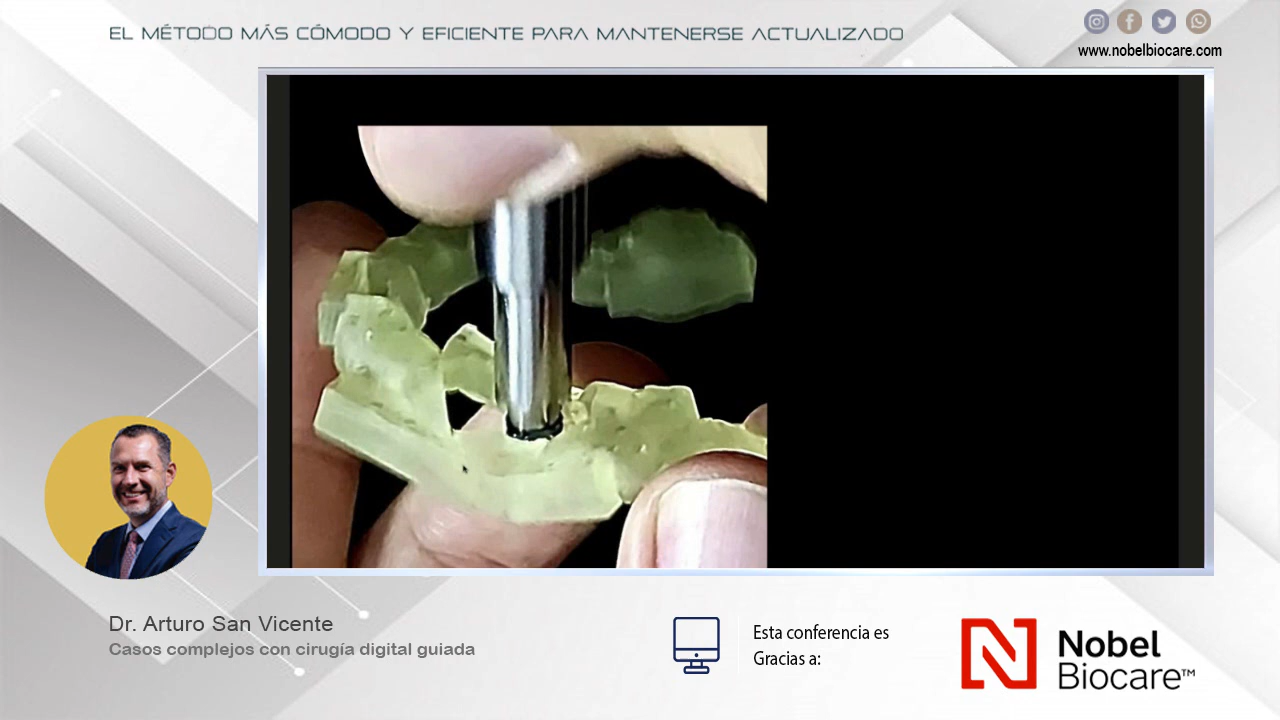 EL MÉTODO MÁS CÓMODO Y EFICIENTE PARA MANTENERSE ACTUALIZADO
www.nobelbiocare.com
Dr. Arturo San Vicente
Casos complejos con cirugía digital guiada
Esta conferencia es
Gracias a:
Nobel
Biocare™